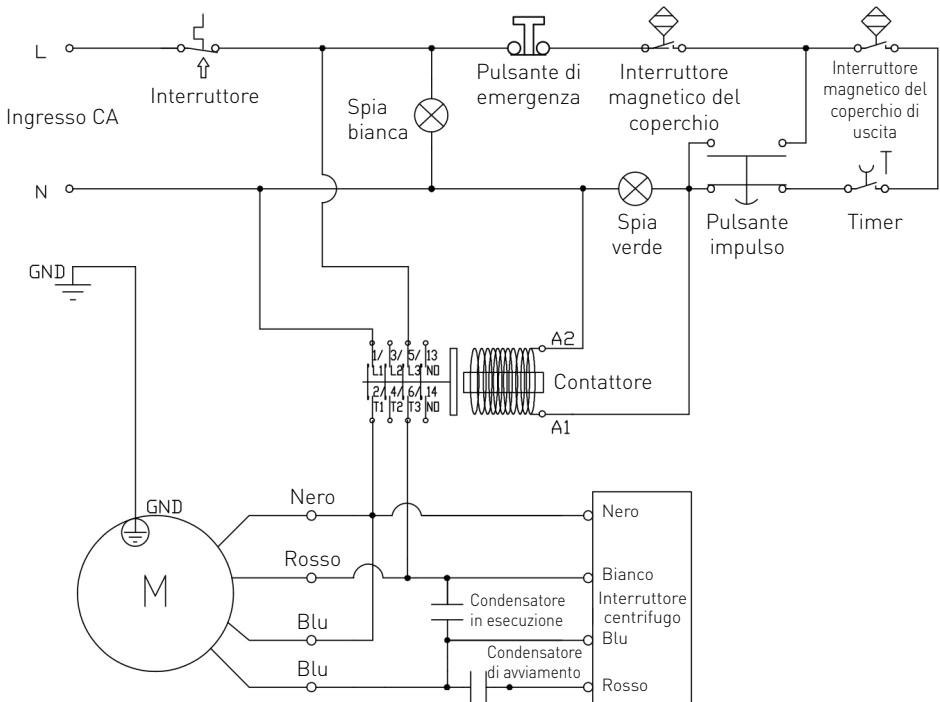 L
Interruttore
Ingresso CA
Spia
bianca
Pulsante di
emergenza
Interruttore
magnetico del
coperchio
Interruttore
magnetico del
coperchio di
uscita
N
Spia
verde
Pulsante
impulso
T
Timer
GND
1/ 3/ 5/ 13
L1 L2 L3 NO
2/ 4/ 6/ 14
T1 T2 T3 NO
A2
Contattore
A1
GND
M
Nero
Rosso
Blu
Blu
Condensatore
in esecuzione
Condensatore
di avviamento
Nero
Bianco
Interruttore
centrifugo
Blu
Rosso